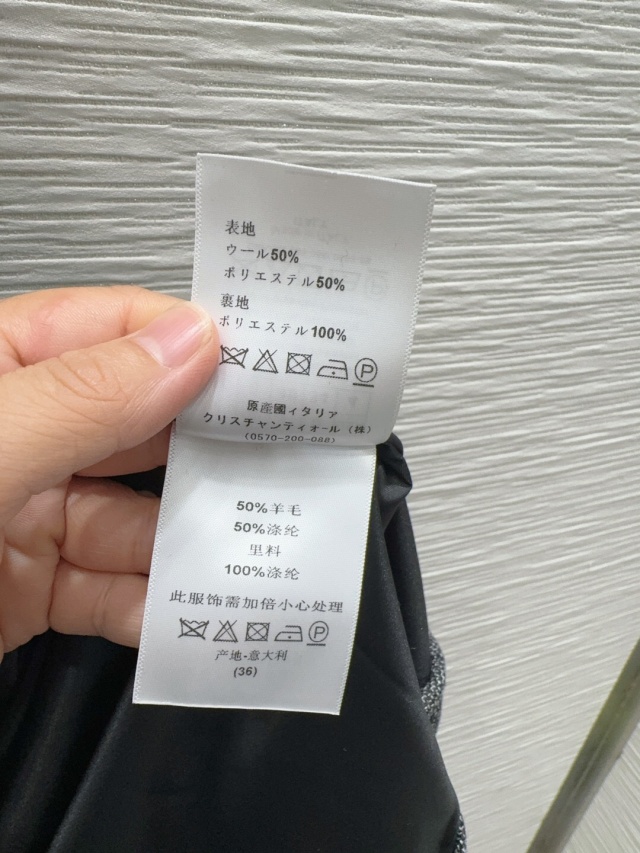 表地
ウール50%
ポリエステル50%
裏地
ポリエステル100%
原產國ィタリア
クリスチャンティオール (株)
(0570-200-088)
50%羊毛
50%涤纶
里料
100%涤纶
此服饰需加倍小心处理
产地-意大利
(36)